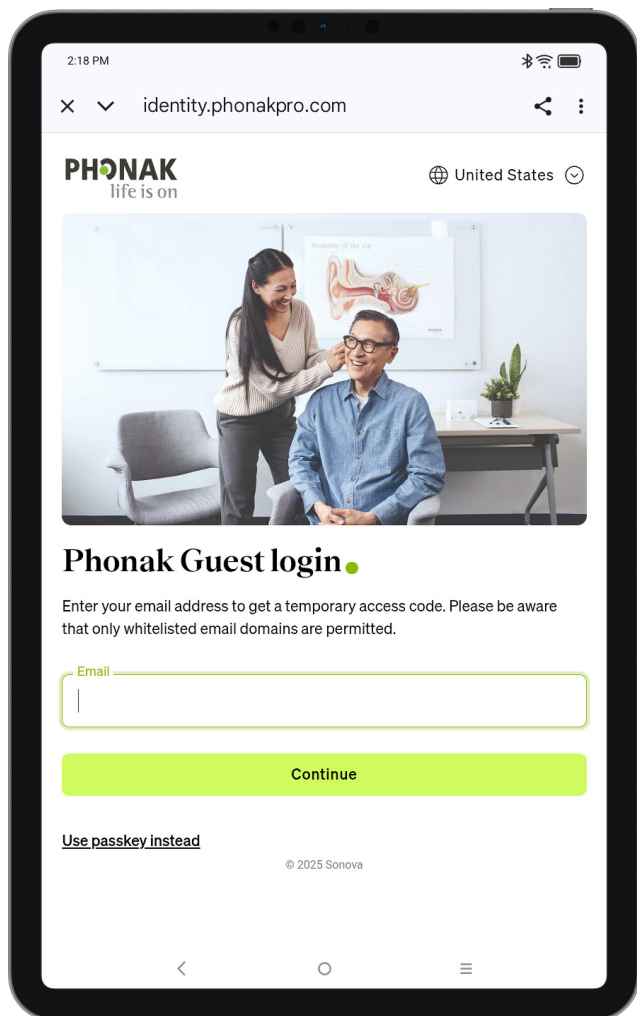 2:18 PM
identity.phonakpro.com
PHONAK
life is on
United States
Anatomy of the ear
Phonak Guest login
Enter your email address to get a temporary access code. Please be aware
that only whitelisted email domains are permitted.
Email
Continue
Use passkey instead
© 2025 Sonova